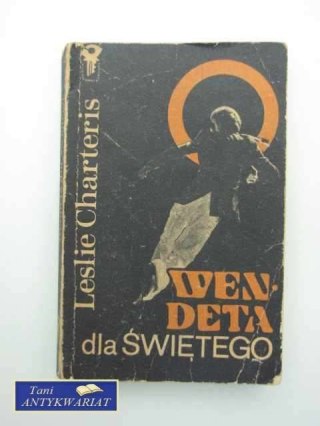 Leslie Charteris
WEN-
DETA
dla ŚWIĘTEGO
Tani
ANTYKWARIAT